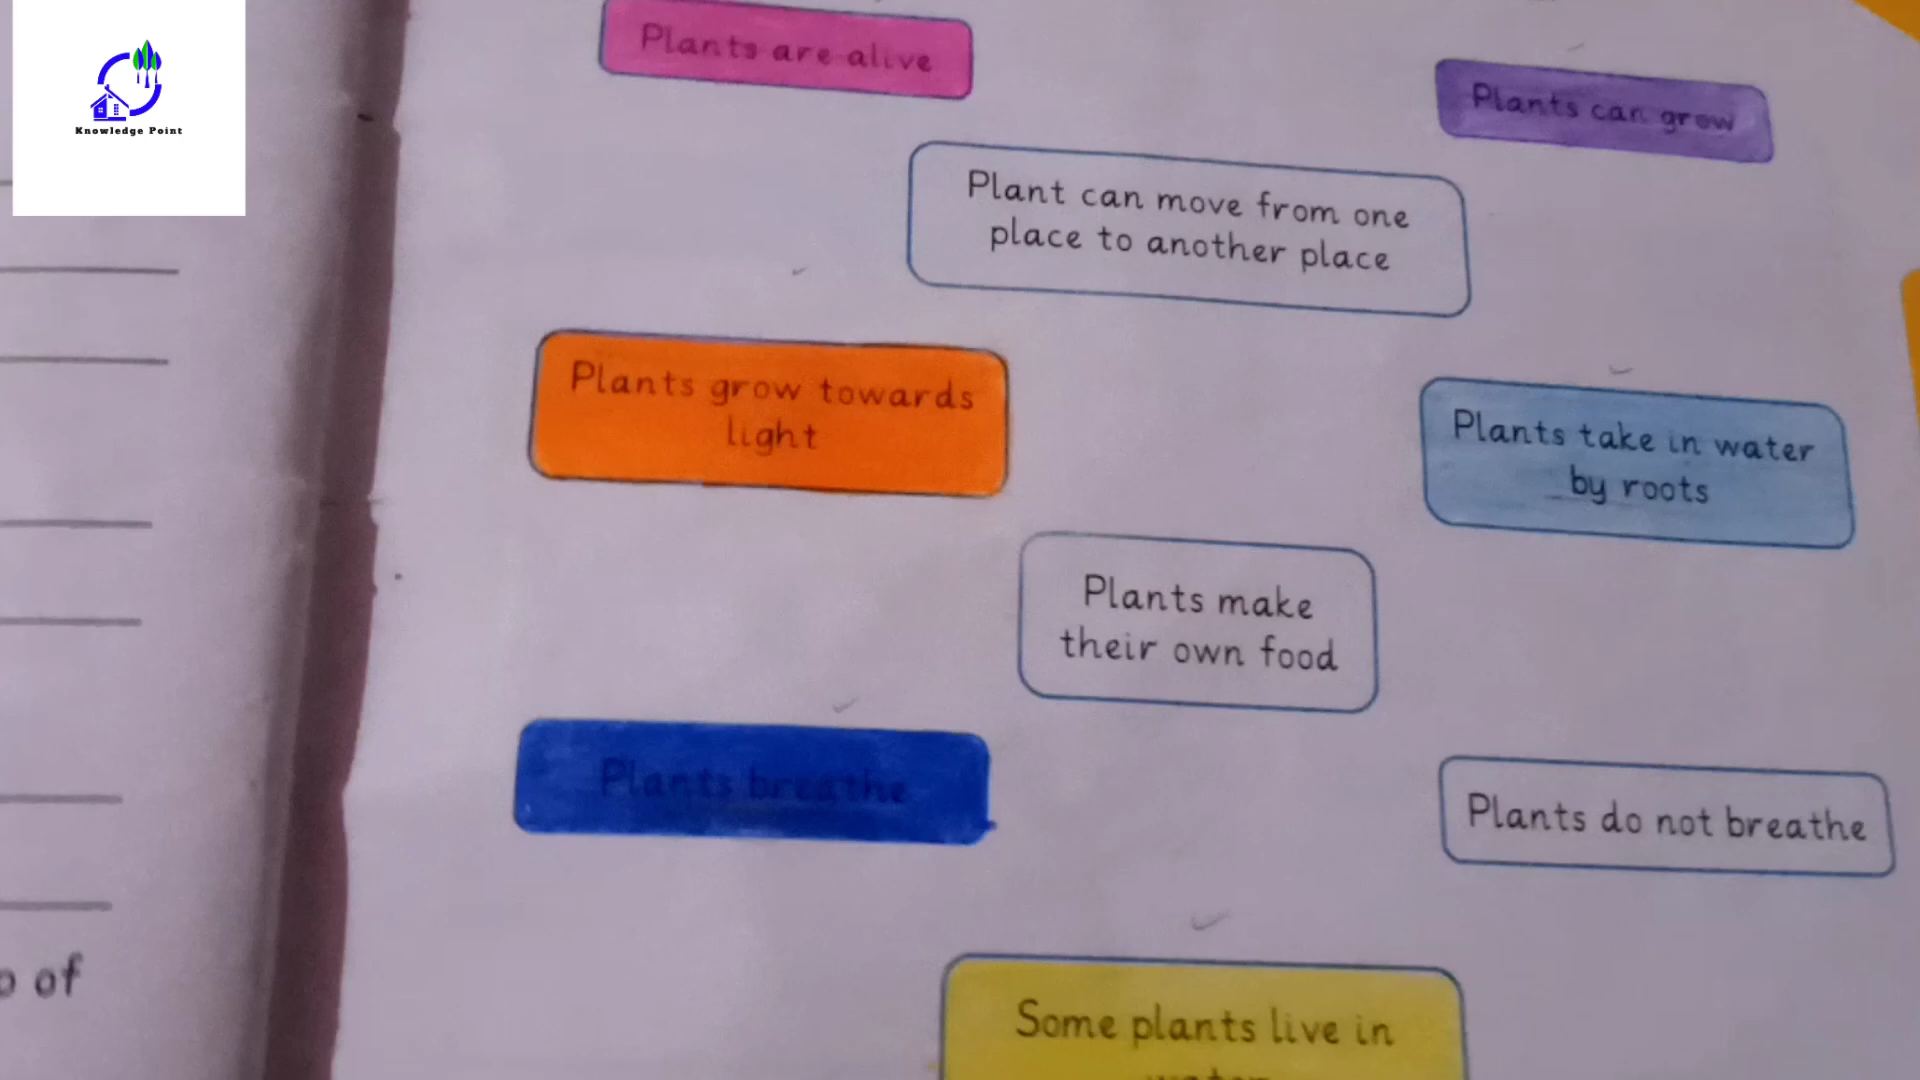 Knowledge Point
Plants are alive
Plants can grow
Plant can move from one
place to another place
Plants grow towards
light
Plants take in water
by roots
Plants make
their own food
Plants breathe
Plants do not breathe
of
Some plants live in